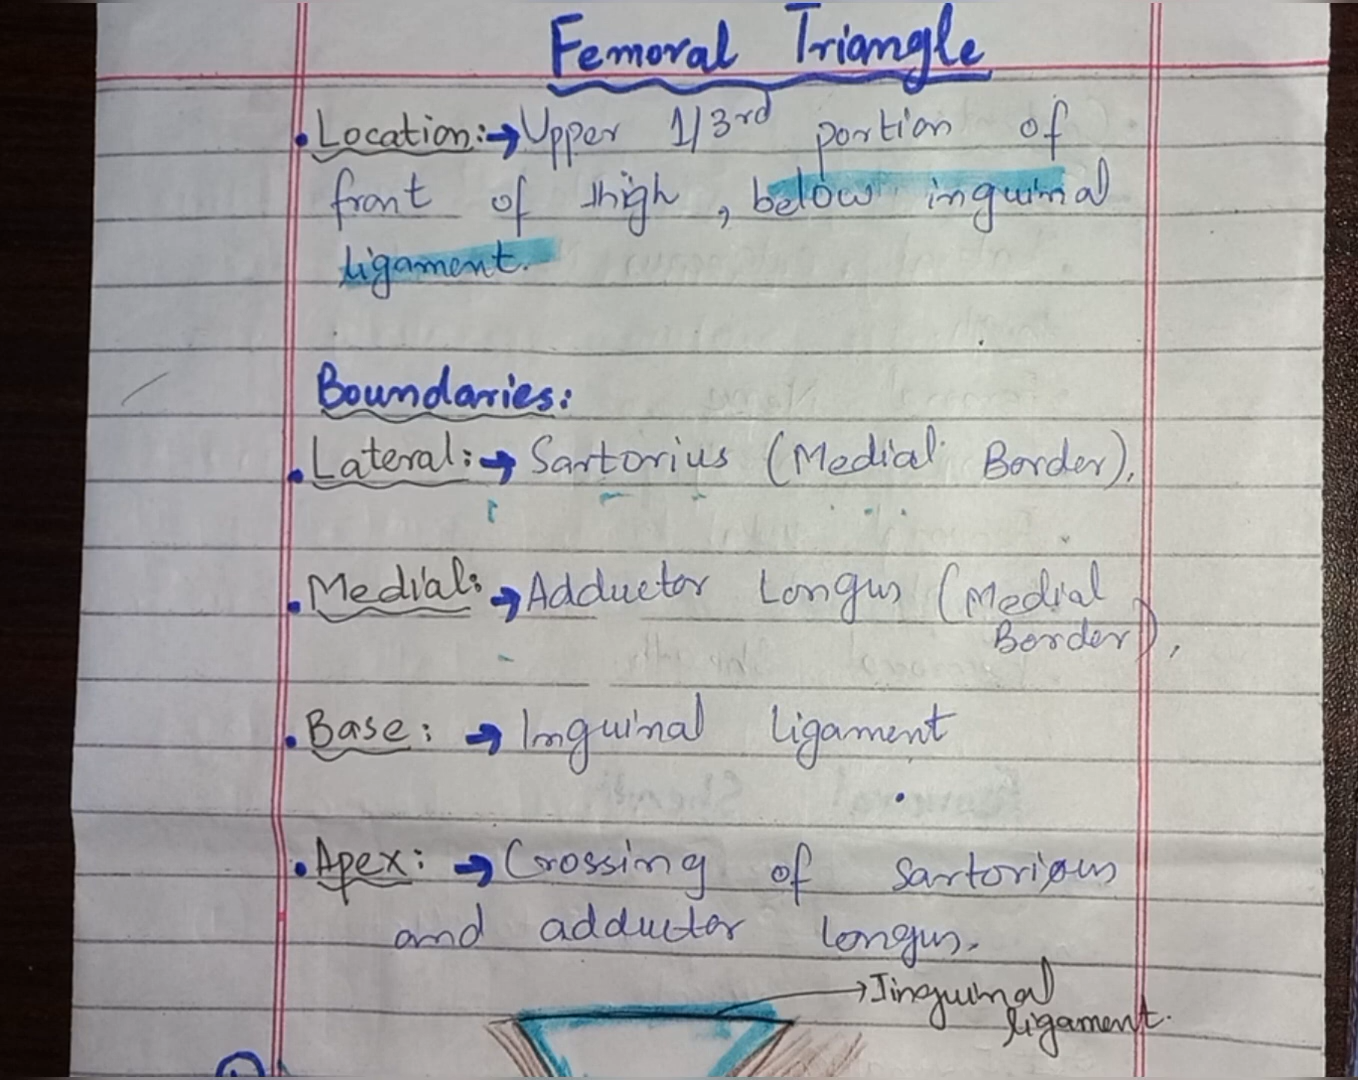 Femoral Triangle
• Location:→ Upper 1/3rd portion of
front of thigh, below inguinal
ligament.
Boundaries:
• Lateral:→ Sartorius (Medial Border),
• Medial:→ Adductor Longus (Medial
Border),
• Base:→ Inguinal ligament
• Apex:→ Crossing of sartorious
and adductor longus.
→ Iinguinal
ligament.